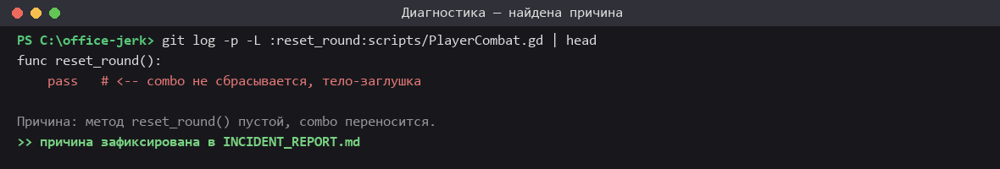 Диагностика — найдена причина
PS C:\office-jerk> git log -p -L :reset_round:scripts/PlayerCombat.gd | head
func reset_round():
    pass   # <-- combo не сбрасывается, тело-заглушка
Причина: метод reset_round() пустой, combo переносится.
>> причина зафиксирована в INCIDENT_REPORT.md